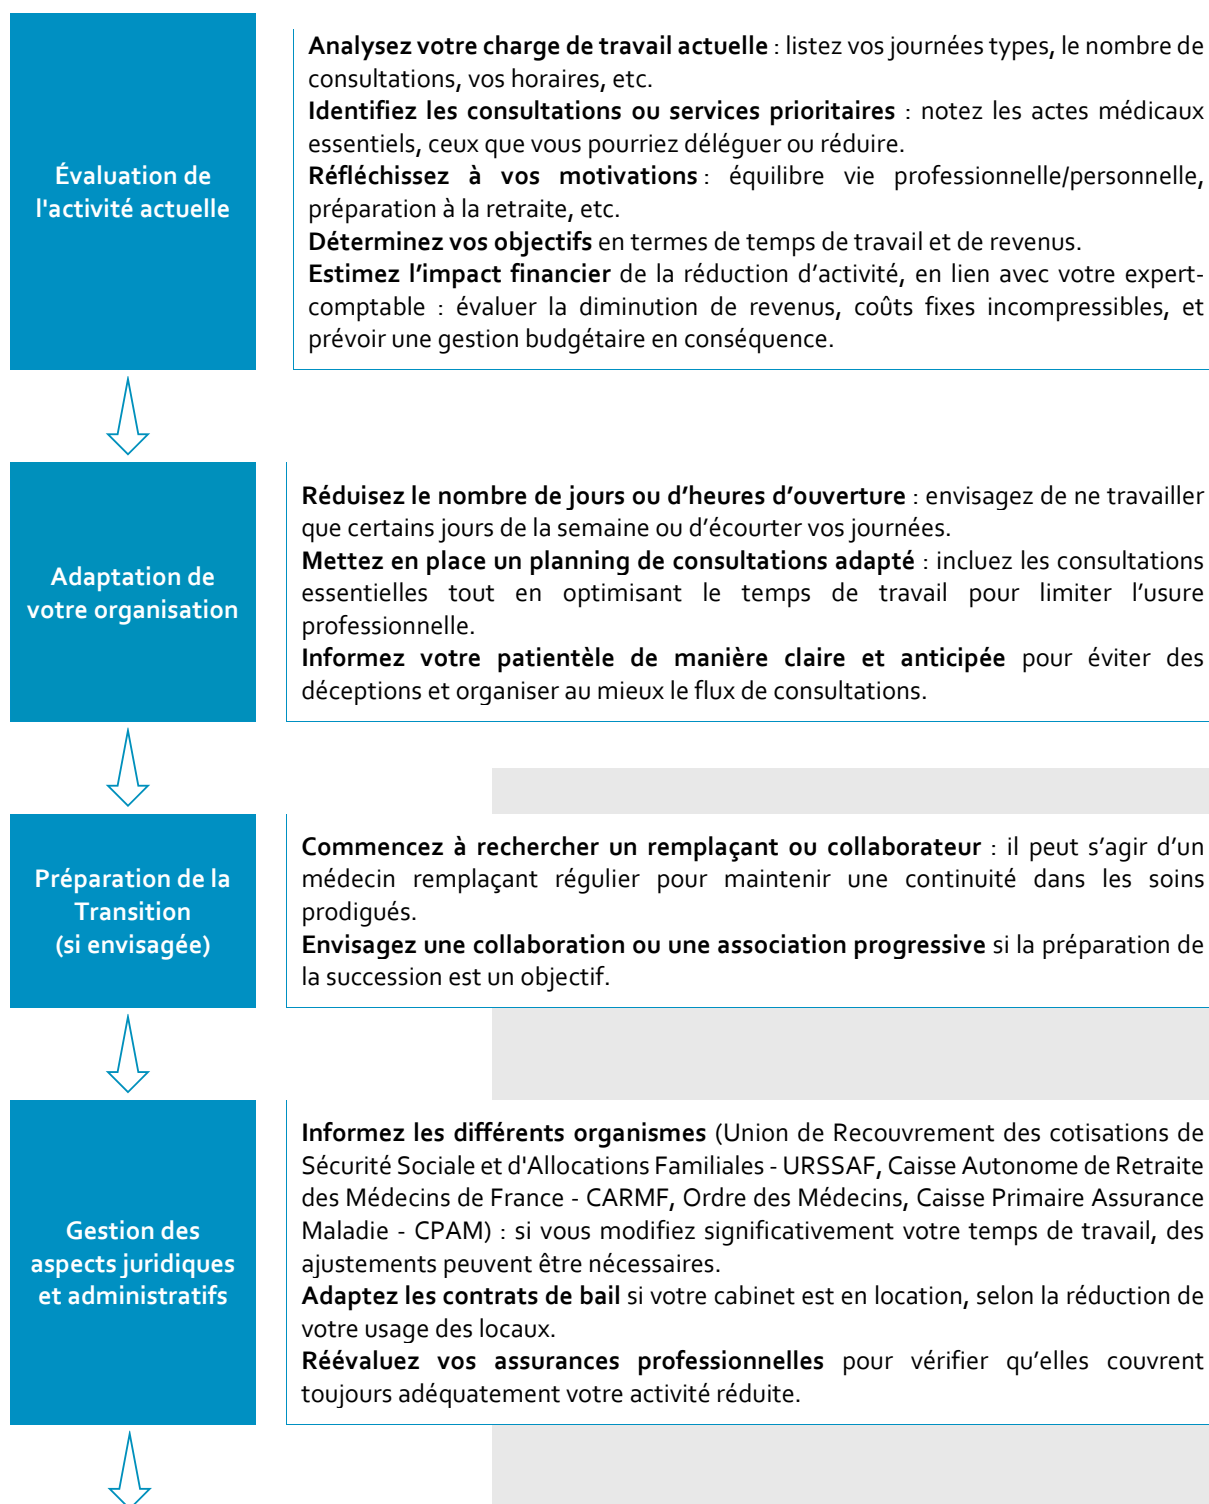 Évaluation de
l'activité actuelle
Analysez votre charge de travail actuelle : listez vos journées types, le nombre de
consultations, vos horaires, etc.
Identifiez les consultations ou services prioritaires : notez les actes médicaux
essentiels, ceux que vous pourriez déléguer ou réduire.
Réfléchissez à vos motivations : équilibre vie professionnelle/personnelle,
préparation à la retraite, etc.
Déterminez vos objectifs en termes de temps de travail et de revenus.
Estimez l’impact financier de la réduction d’activité, en lien avec votre expert-
comptable : évaluer la diminution de revenus, coûts fixes incompressibles, et
prévoir une gestion budgétaire en conséquence.
Adaptation de
votre organisation
Réduisez le nombre de jours ou d’heures d’ouverture : envisagez de ne travailler
que certains jours de la semaine ou d’écourter vos journées.
Mettez en place un planning de consultations adapté : incluez les consultations
essentielles tout en optimisant le temps de travail pour limiter l’usure
professionnelle.
Informez votre patientèle de manière claire et anticipée pour éviter des
déceptions et organiser au mieux le flux de consultations.
Préparation de la
Transition
(si envisagée)
Commencez à rechercher un remplaçant ou collaborateur : il peut s’agir d’un
médecin remplaçant régulier pour maintenir une continuité dans les soins
prodigués.
Envisagez une collaboration ou une association progressive si la préparation de
la succession est un objectif.
Gestion des
aspects juridiques
et administratifs
Informez les différents organismes (Union de Recouvrement des cotisations de
Sécurité Sociale et d'Allocations Familiales - URSSAF, Caisse Autonome de Retraite
des Médecins de France - CARMF, Ordre des Médecins, Caisse Primaire Assurance
Maladie - CPAM) : si vous modifiez significativement votre temps de travail, des
ajustements peuvent être nécessaires.
Adaptez les contrats de bail si votre cabinet est en location, selon la réduction de
votre usage des locaux.
Réévaluez vos assurances professionnelles pour vérifier qu’elles couvrent
toujours adéquatement votre activité réduite.